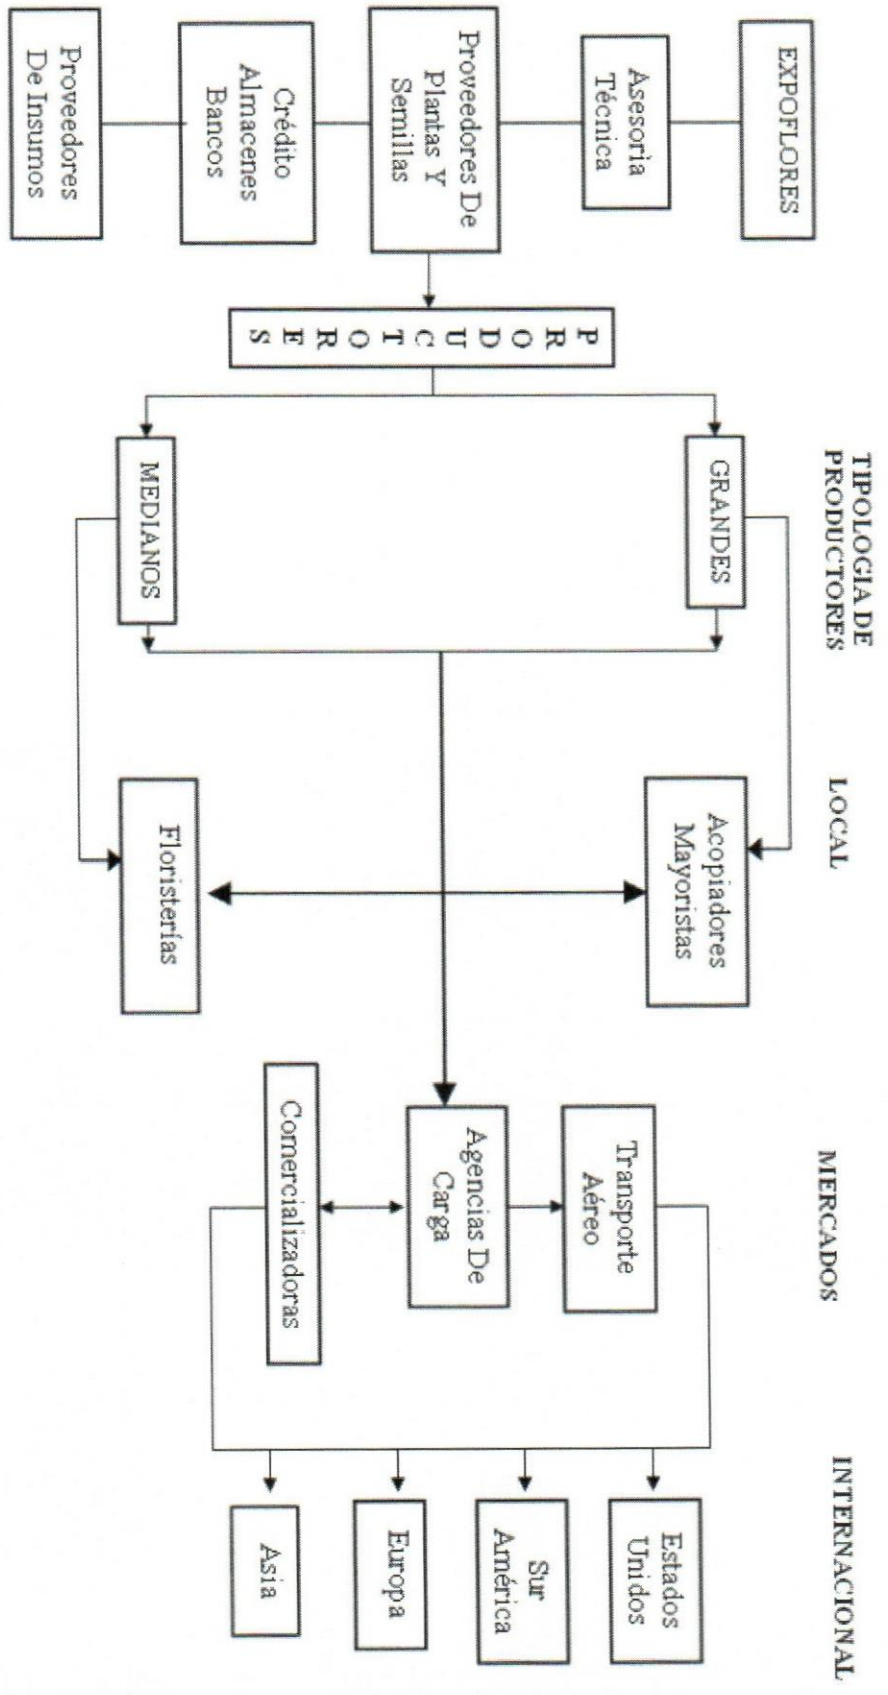 TIPOLOGIA DE
PRODUCTORES
LOCAL
MERCADOS
INTERNACIONAL
EXPOFLORES
Asesorìa
Técnica
Proveedores De
Plantas Y
Semillas
Crédito
Almacenes
Bancos
Proveedores
De Insumos
P
R
O
D
U
C
T
O
R
E
S
GRANDES
MEDIANOS
Acopiadores
Mayoristas
Floristerías
Transporte
Aéreo
Agencias De
Carga
Comercializadoras
Estados
Unidos
Sur
América
Europa
Asia